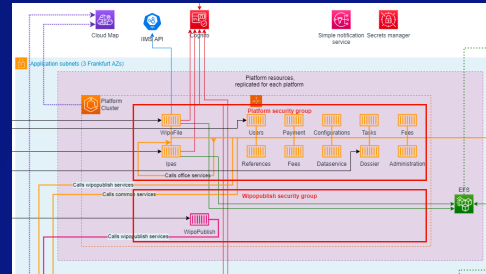 Cloud Map
IIMS API
Cognito
Simple notification
service
Secrets manager
Application subnets (3 Frankfurt AZs)
Platform resources,
replicated for each platform
Platform
Cluster
Platform security group
WipoFile
Users
Payment
Configurations
Tasks
Fees
Ipas
References
Fees
Dataservice
Dossier
Administration
Calls office services
Calls wipopublish services
Calls common services
EFS
Wipopublish security group
WipoPublish
Calls wipopublish services